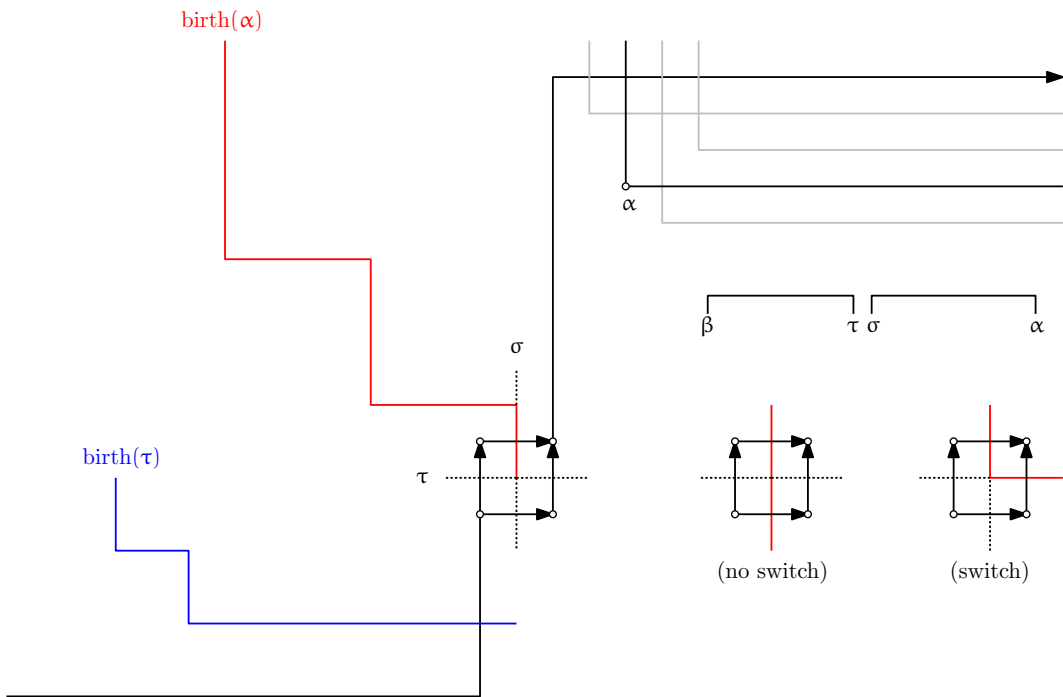 birth(α)
α
β
τ σ
α
σ
birth(τ)
τ
(no switch)
(switch)